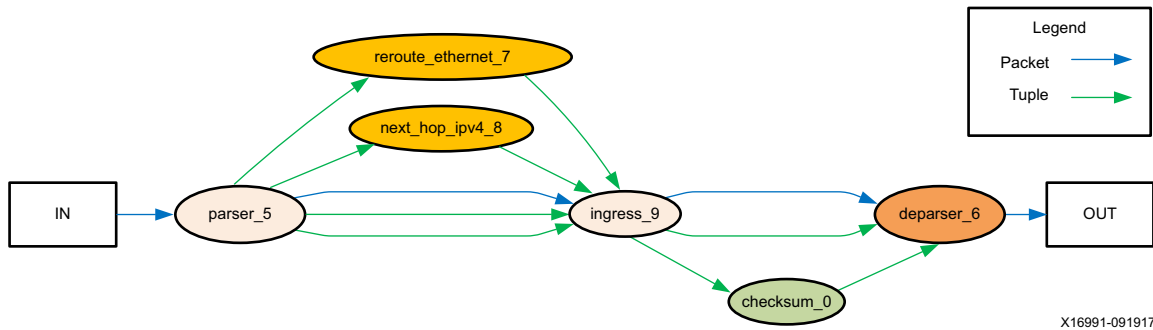 Legend
Packet
Tuple
reroute_ethernet_7
next_hop_ipv4_8
IN
parser_5
ingress_9
deparser_6
OUT
checksum_0
X16991-091917